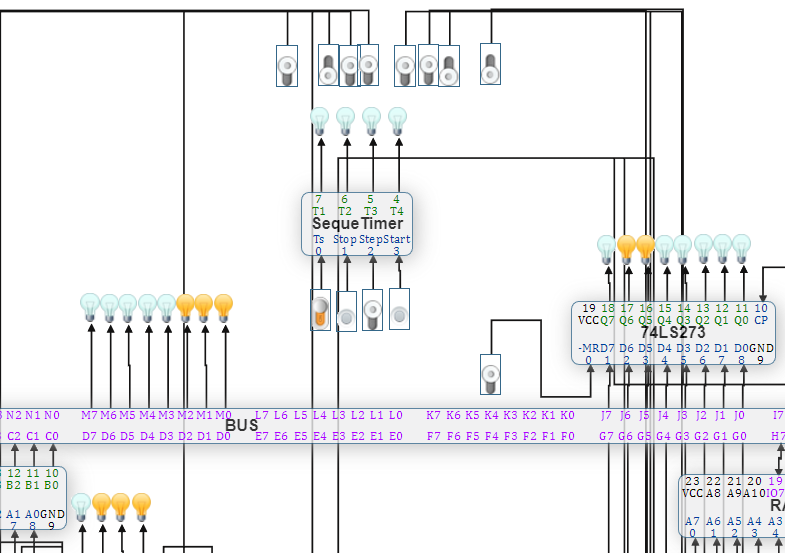 7 6 5 4
T1 T2 T3 T4
SequeTimer
Ts Stop Step Start
0 1 2 3
19 18 17 16 15 14 13 12 11 10
VCC Q7 Q6 Q5 Q4 Q3 Q2 Q1 Q0 CP
74LS273
-MR D7 D6 D5 D4 D3 D2 D1 D0 GND
0 1 2 3 4 5 6 7 8 9
N2 N1 N0 M7 M6 M5 M4 M3 M2 M1 M0 L7 L6 L5 L4 L3 L2 L1 L0 K7 K6 K5 K4 K3 K2 K1 K0 J7 J6 J5 J4 J3 J2 J1 J0 I7
BUS
C2 C1 C0 D7 D6 D5 D4 D3 D2 D1 D0 E7 E6 E5 E4 E3 E2 E1 E0 F7 F6 F5 F4 F3 F2 F1 F0 G7 G6 G5 G4 G3 G2 G1 G0 H7
12 11 10
B2 B1 B0
A1 A0 GND
7 8 9
23 22 21 20 19
VCC A8 A9 A10 IO7
RA
A7 A6 A5 A4 A3
0 1 2 3 4